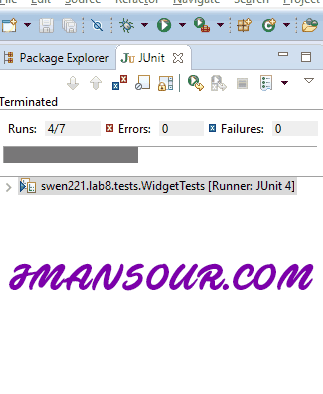 File Edit Source Refactor Navigate Search Project
Package Explorer JUnit
Terminated
Runs: 4/7 Errors: 0 Failures: 0
swen221.lab8.tests.WidgetTests [Runner: JUnit 4]
JMANSOUR.COM